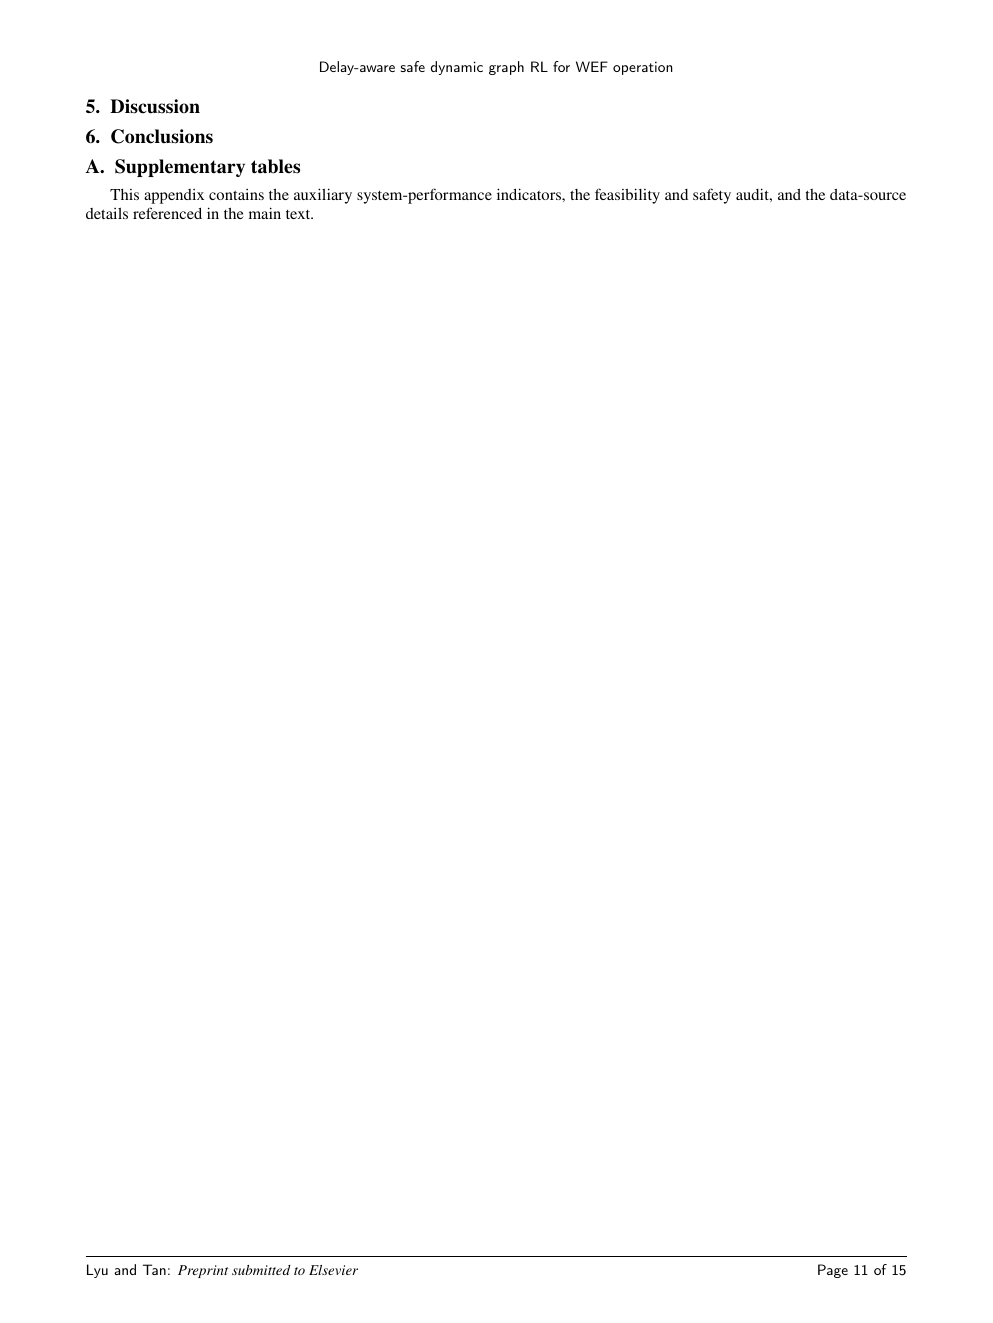 Delay-aware safe dynamic graph RL for WEF operation
5. Discussion
6. Conclusions
A. Supplementary tables
This appendix contains the auxiliary system-performance indicators, the feasibility and safety audit, and the data-source
details referenced in the main text.
Lyu and Tan: Preprint submitted to Elsevier
Page 11 of 15